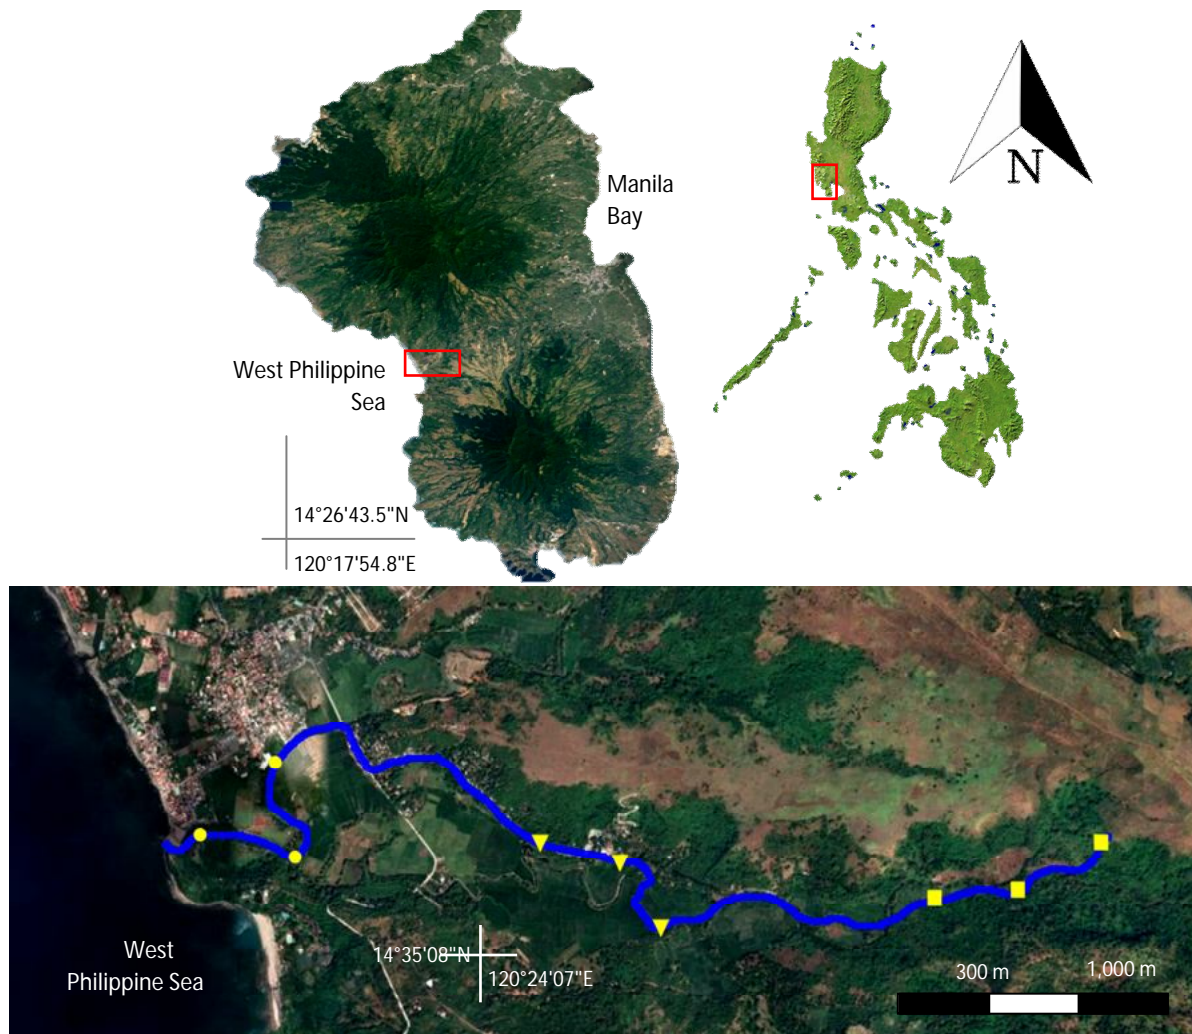 N
Manila
Bay
West Philippine
Sea
14°26'43.5"N
120°17'54.8"E
14°35'08"N
120°24'07"E
West
Philippine Sea
300 m
1,000 m